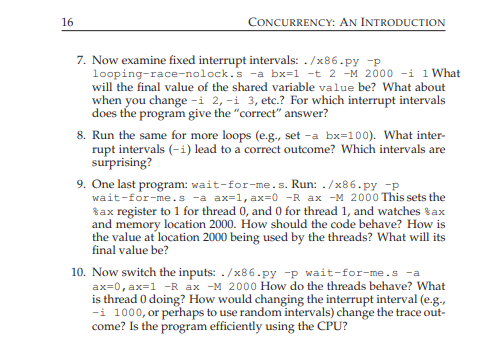 16 CONCURRENCY: AN INTRODUCTION
7. Now examine fixed interrupt intervals: ./x86.py -p
looping-race-nolock.s -a bx=1 -t 2 -M 2000 -i 1 What
will the final value of the shared variable value be? What about
when you change -i 2, -i 3, etc.? For which interrupt intervals
does the program give the "correct" answer?
8. Run the same for more loops (e.g., set -a bx=100). What inter-
rupt intervals (-i) lead to a correct outcome? Which intervals are
surprising?
9. One last program: wait-for-me.s. Run: ./x86.py -p
wait-for-me.s -a ax=1,ax=0 -R ax -M 2000 This sets the
%ax register to 1 for thread 0, and 0 for thread 1, and watches %ax
and memory location 2000. How should the code behave? How is
the value at location 2000 being used by the threads? What will its
final value be?
10. Now switch the inputs: ./x86.py -p wait-for-me.s -a
ax=0,ax=1 -R ax -M 2000 How do the threads behave? What
is thread 0 doing? How would changing the interrupt interval (e.g.,
-i 1000, or perhaps to use random intervals) change the trace out-
come? Is the program efficiently using the CPU?